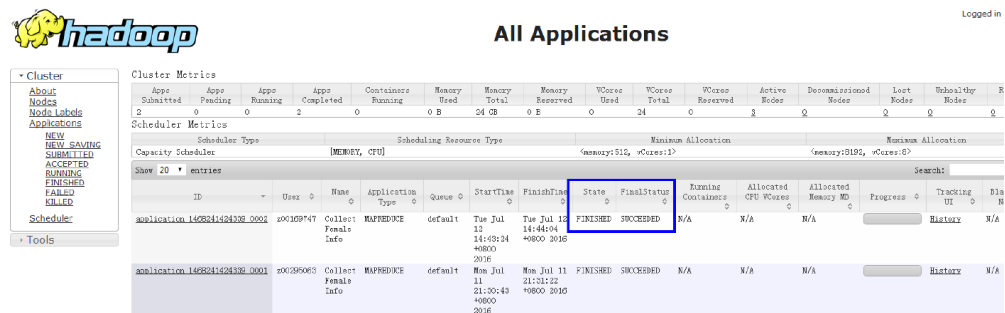 hadoop
All Applications
Logged in
Cluster
About
Nodes
Node Labels
Applications
NEW
NEW_SAVING
SUBMITTED
ACCEPTED
RUNNING
FINISHED
FAILED
KILLED
Scheduler
Tools
Cluster Metrics
Apps Submitted Apps Pending Apps Running Apps Completed Containers Running Memory Used Memory Total Memory Reserved VCores Used VCores Total VCores Reserved Active Nodes Decommissioned Nodes Lost Nodes Unhealthy Nodes R
2 0 0 2 0 0 B 24 GB 0 B 0 24 0 3 0 0 0 0
Scheduler Metrics
Scheduler Type Scheduling Resource Type Minimum Allocation Maximum Allocation
Capacity Scheduler [MEMORY, CPU] <memory:512, vCores:1> <memory:8192, vCores:8>
Show 20 entries Search:
ID User Name Application Type Queue StartTime FinishTime State FinalStatus Running Containers Allocated CPU VCores Allocated Memory MB Progress Tracking UI Bla
application_1468241424339_0002 z00169747 Collect Female Info MAPREDUCE default Tue Jul 12 14:43:24 +0800 2016 Tue Jul 12 14:44:04 +0800 2016 FINISHED SUCCEEDED N/A N/A N/A History N/A
application_1468241424339_0001 z00295063 Collect Female Info MAPREDUCE default Mon Jul 11 21:30:43 +0800 2016 Mon Jul 11 21:31:22 +0800 2016 FINISHED SUCCEEDED N/A N/A N/A History N/A